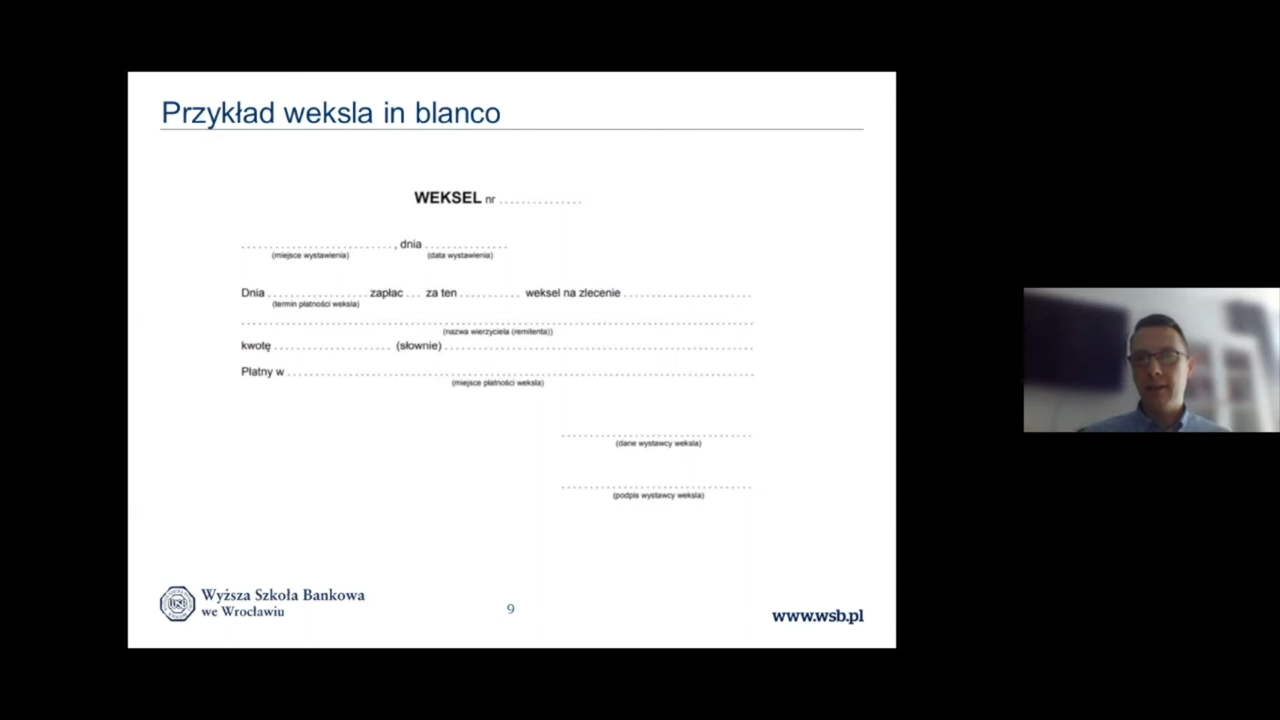 Przykład weksla in blanco
WEKSEL nr ..............
............................, dnia ...............
(miejsce wystawienia) (data wystawienia)
Dnia .................. zapłac ... za ten ........... weksel na zlecenie .......................
(termin płatności weksla)
................................................................................
(nazwa wierzyciela (remitenta))
kwotę ..................... (słownie) ........................................................
Płatny w ................................................................................
(miejsce płatności weksla)
...................................
(dane wystawcy weksla)
...................................
(podpis wystawcy weksla)
WSB
Wyższa Szkoła Bankowa
we Wrocławiu
9
www.wsb.pl